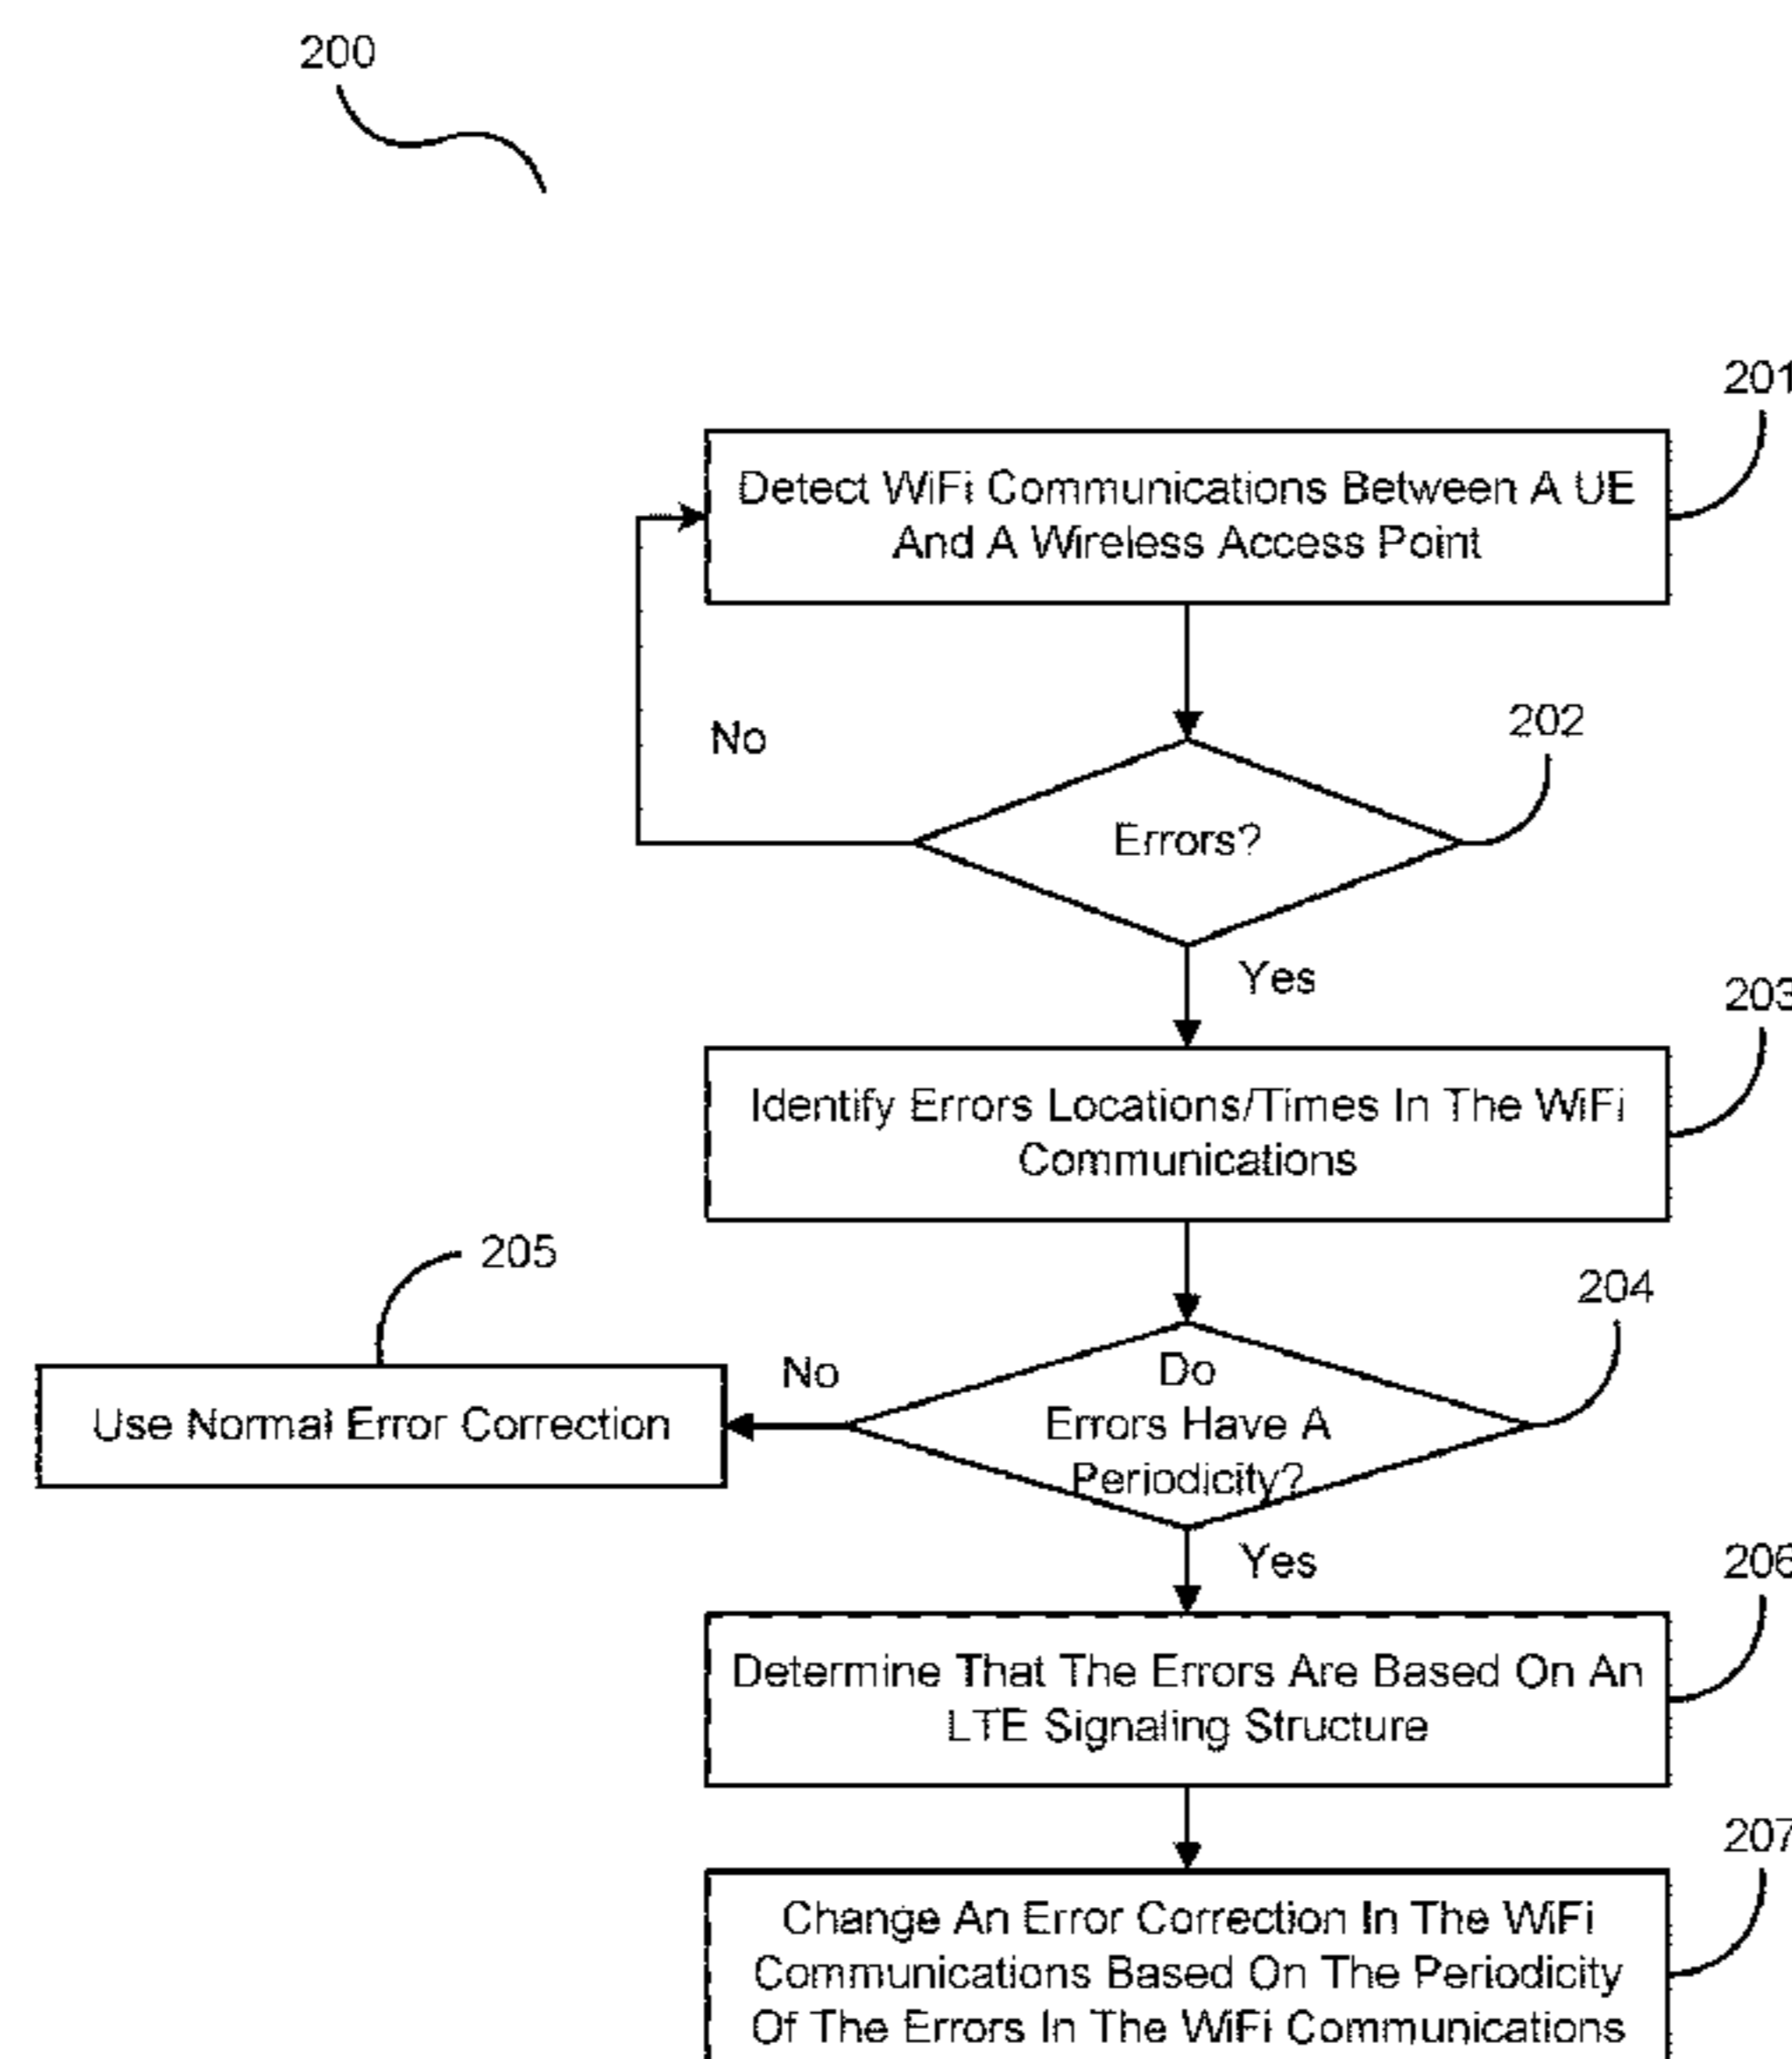 200
201
Detect WiFi Communications Between A UE
And A Wireless Access Point
No
202
Errors?
Yes
203
Identify Errors Locations/Times In The WiFi
Communications
205
204
Use Normal Error Correction
No
Do
Errors Have A
Periodicity?
Yes
206
Determine That The Errors Are Based On An
LTE Signaling Structure
207
Change An Error Correction In The WiFi
Communications Based On The Periodicity
Of The Errors In The WiFi Communications